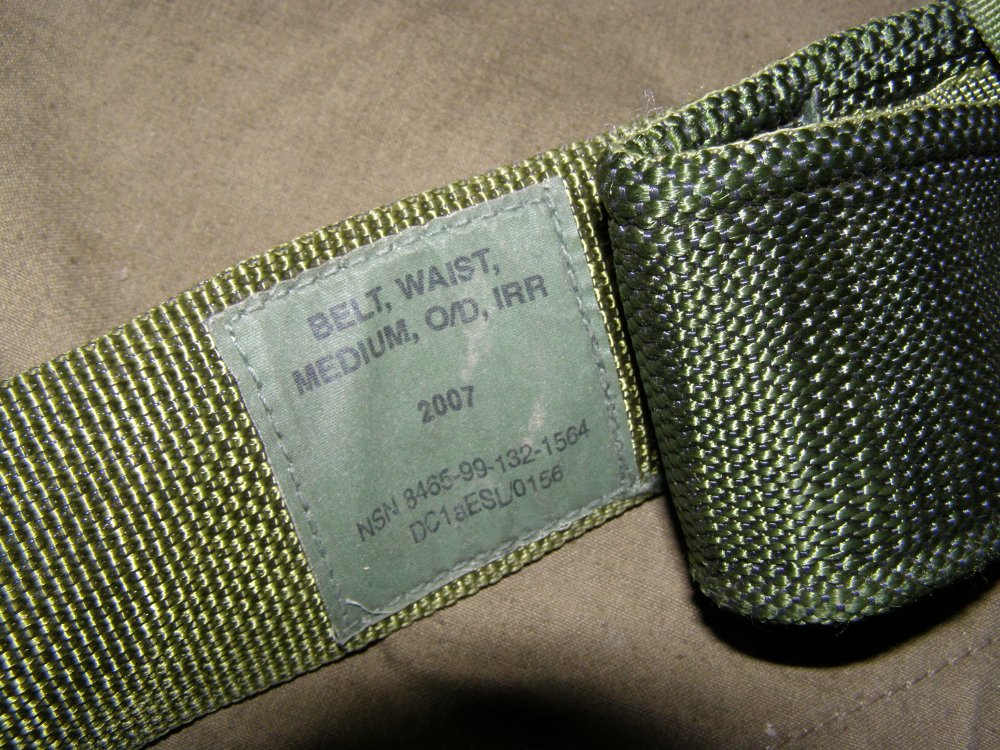 BELT, WAIST,
MEDIUM, O/D, IRR
2007
NSN 8465-99-132-1564
DC1aESL/0156